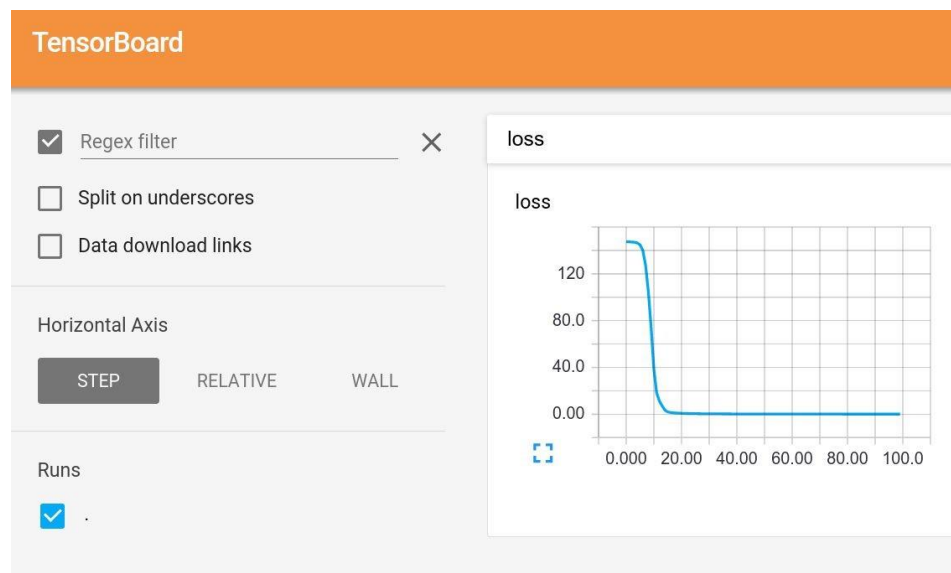 TensorBoard
Regex filter
Split on underscores
Data download links
Horizontal Axis
STEP RELATIVE WALL
Runs
.
loss
loss
120
80.0
40.0
0.00
0.000 20.00 40.00 60.00 80.00 100.0